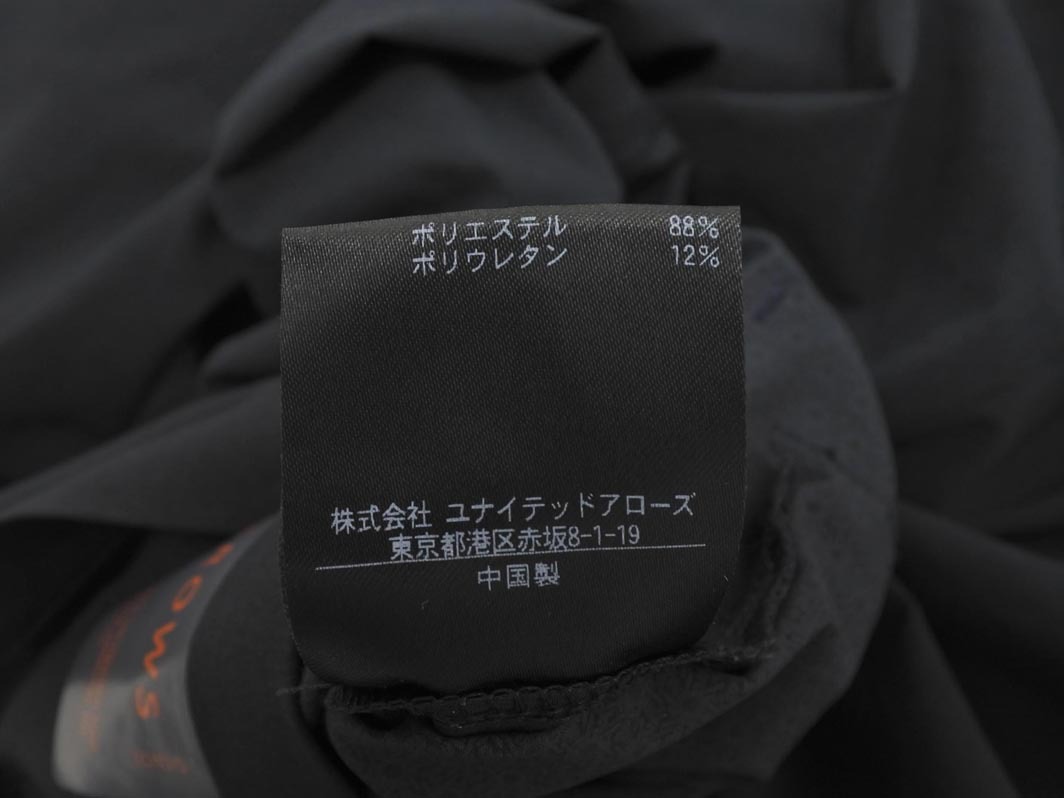 ポリエステル 88%
ポリウレタン 12%
株式会社 ユナイテッドアローズ
東京都港区赤坂8-1-19
中国製